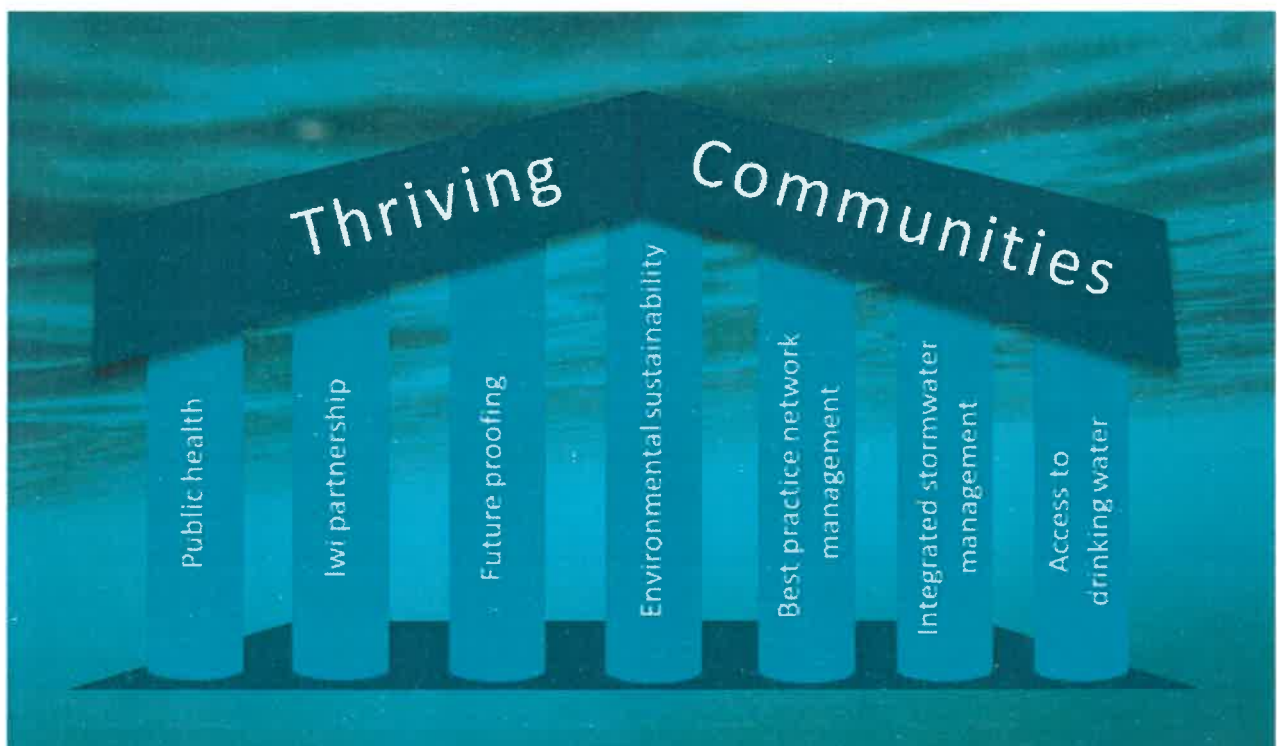 Thriving Communities
Public health
Iwi partnership
Future proofing
Environmental sustainability
Best practice network
management
Integrated stormwater
management
Access to
drinking water